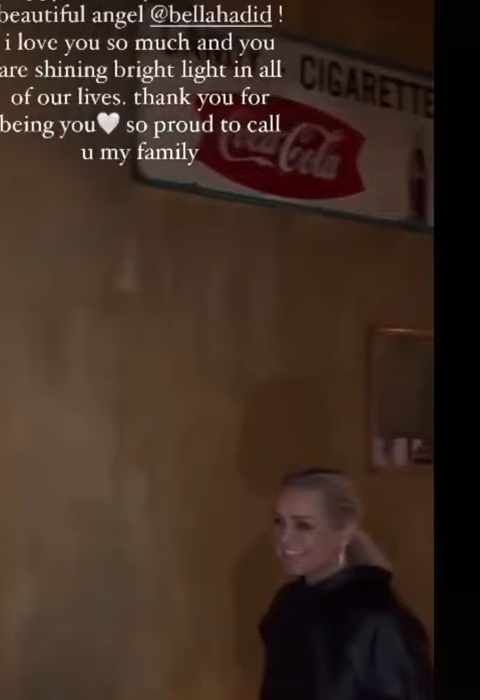 beautiful angel @bellahadid !
i love you so much and you
are shining bright light in all
of our lives. thank you for
being you🤍 so proud to call
u my family
CIGARETTE
Coca-Cola